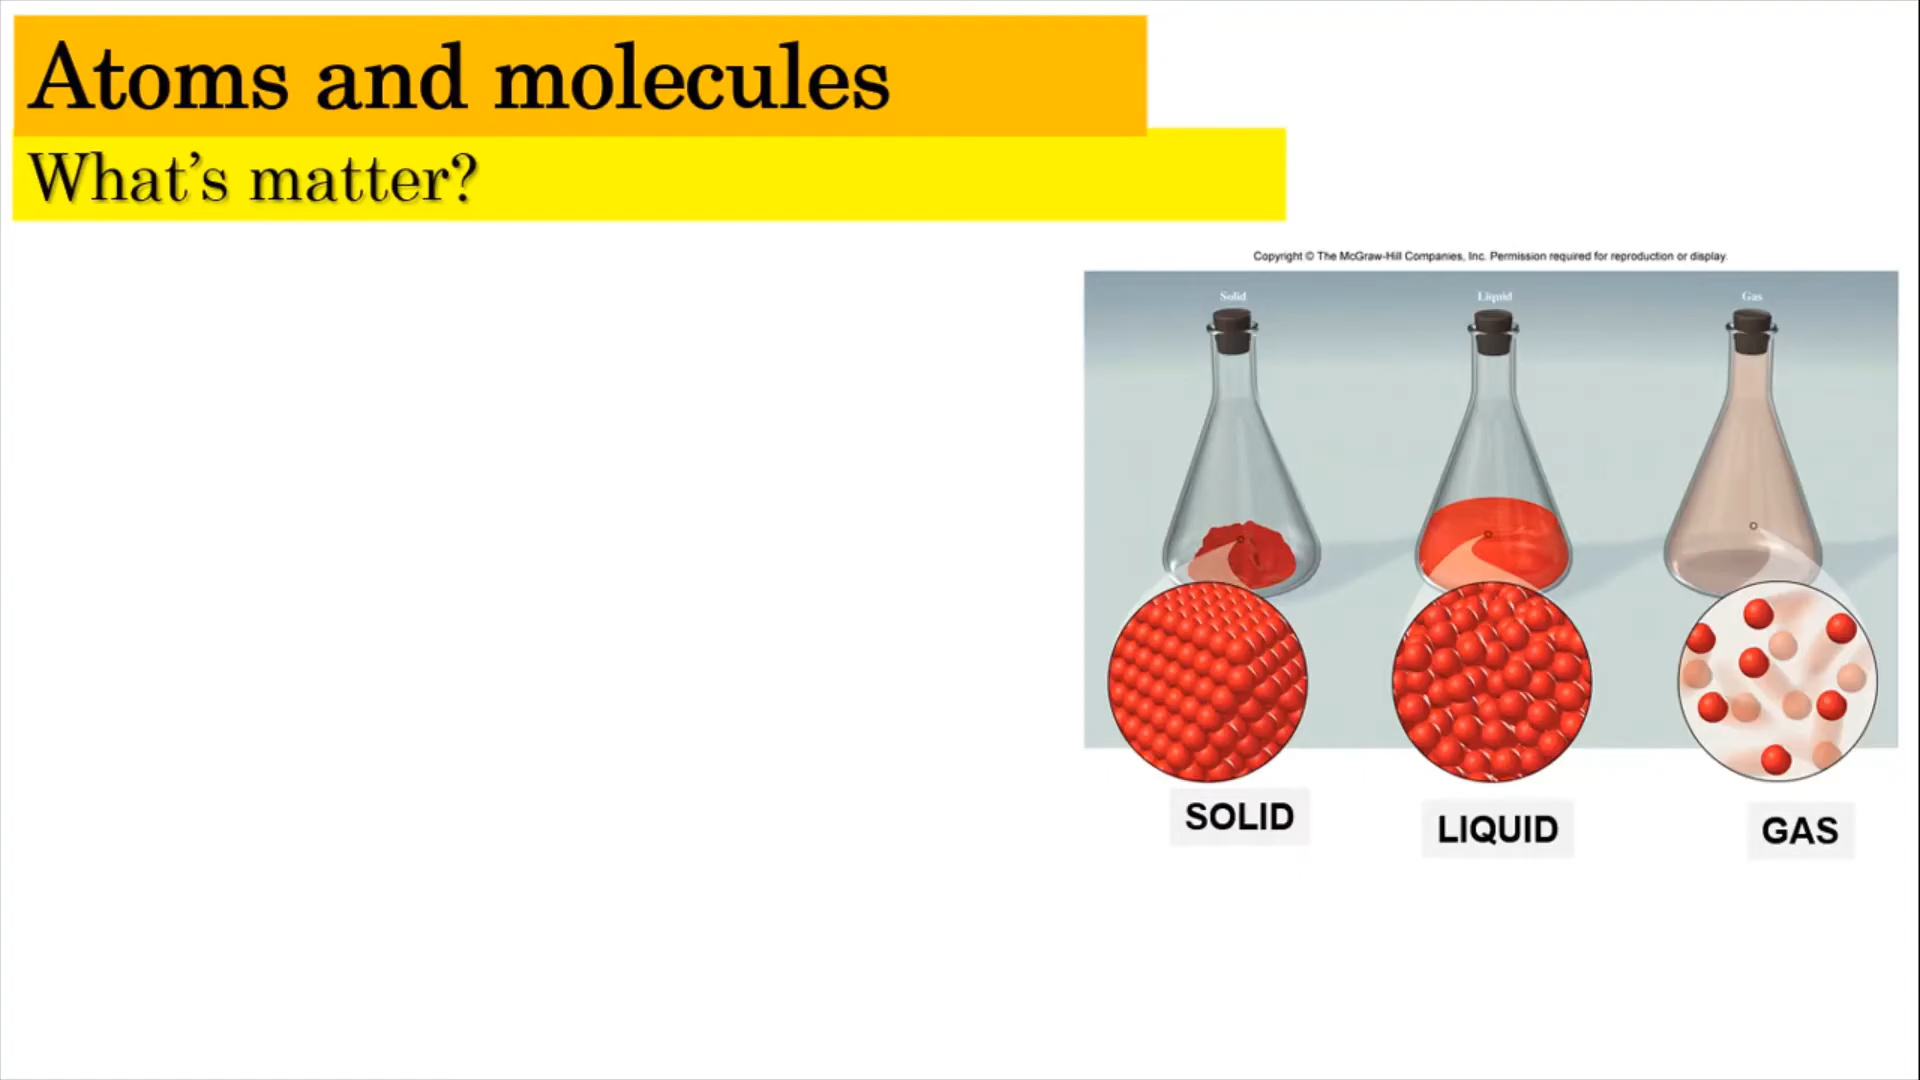 Atoms and molecules
What's matter?
Copyright © The McGraw-Hill Companies, Inc. Permission required for reproduction or display.
Solid
Liquid
Gas
SOLID
LIQUID
GAS